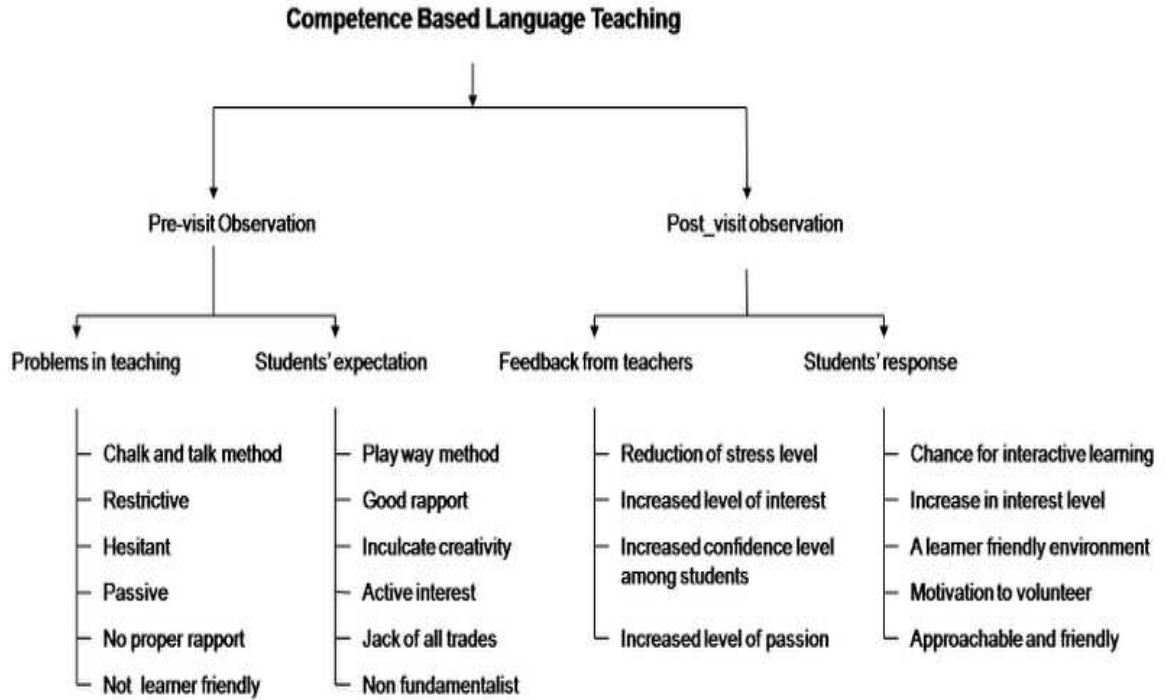 Competence Based Language Teaching
Pre-visit Observation
Post_visit observation
Problems in teaching
Students' expectation
Feedback from teachers
Students' response
Chalk and talk method
Restrictive
Hesitant
Passive
No proper rapport
Not learner friendly
Play way method
Good rapport
Inculcate creativity
Active interest
Jack of all trades
Non fundamentalist
Reduction of stress level
Increased level of interest
Increased confidence level
among students
Increased level of passion
Chance for interactive learning
Increase in interest level
A learner friendly environment
Motivation to volunteer
Approachable and friendly